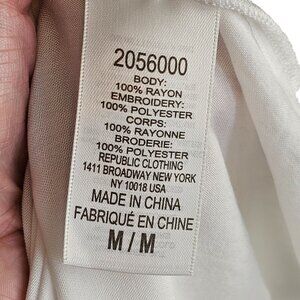 2056000
BODY:
100% RAYON
EMBROIDERY:
100% POLYESTER
CORPS:
100% RAYONNE
BRODERIE:
100% POLYESTER
REPUBLIC CLOTHING
1411 BROADWAY NEW YORK
NY 10018 USA
MADE IN CHINA
FABRIQUÉ EN CHINE
M / M